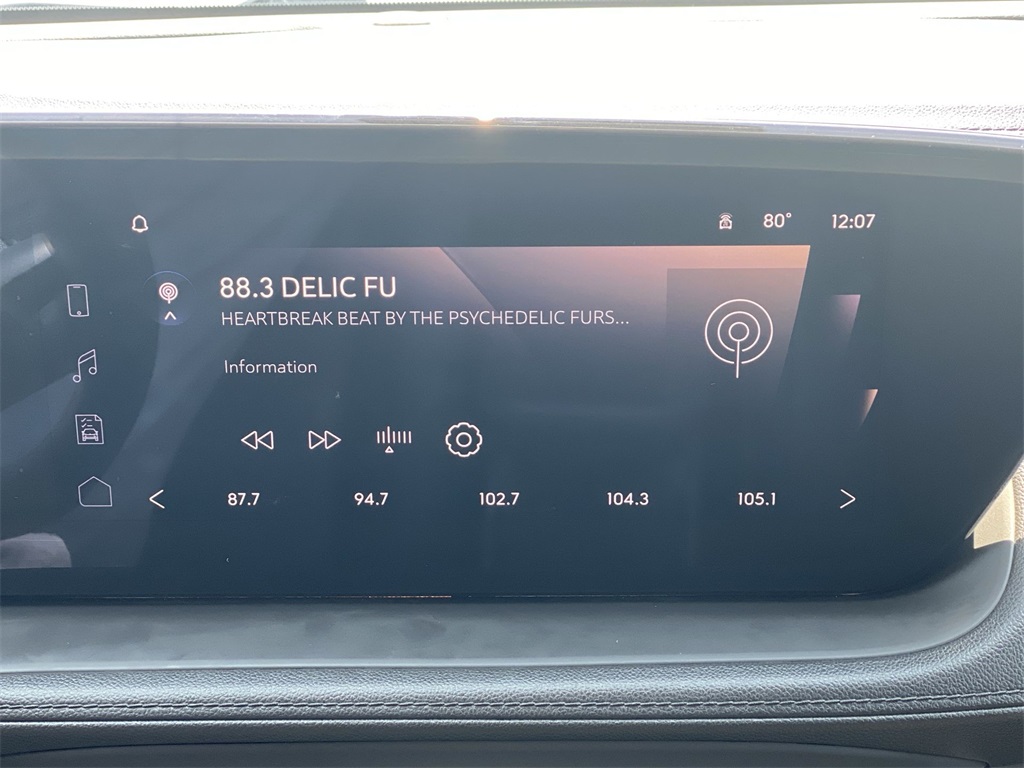 80° 12:07
88.3 DELIC FU
HEARTBREAK BEAT BY THE PSYCHEDELIC FURS...
Information
87.7 94.7 102.7 104.3 105.1